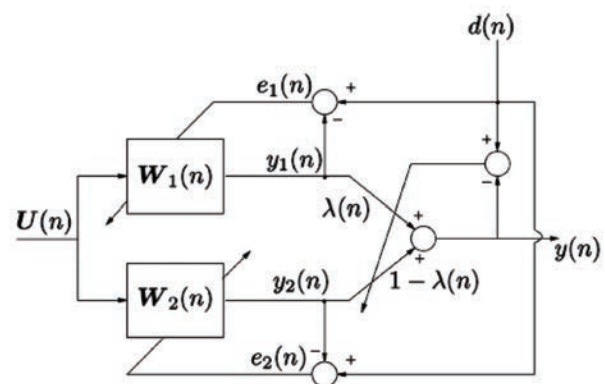 d(n)
e₁(n)
+
−
+
W₁(n)
y₁(n)
−
λ(n)
U(n)
+
+
y(n)
W₂(n)
y₂(n)
1 − λ(n)
e₂(n)
−
+